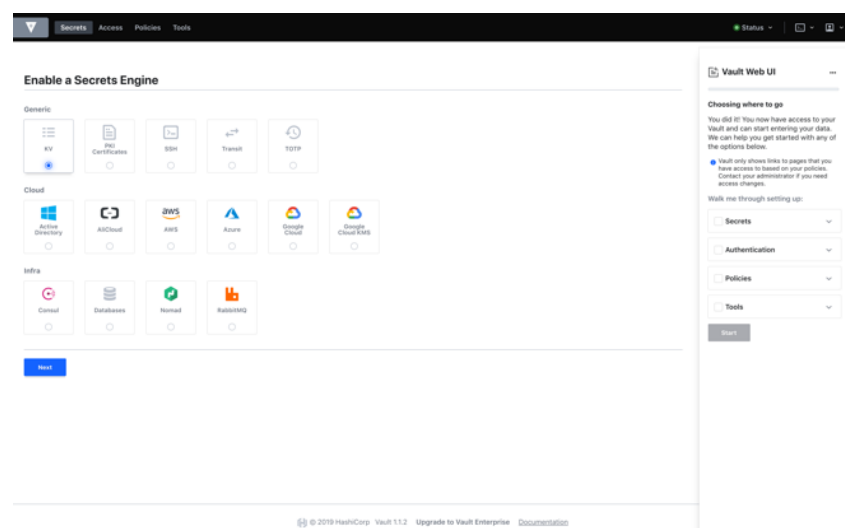 Secrets Access Policies Tools
Status
Enable a Secrets Engine
Generic
KV
PKI
Certificates
SSH
Transit
TOTP
Cloud
Active
Directory
AliCloud
aws
AWS
Azure
Google
Cloud
Google
Cloud KMS
Infra
Consul
Databases
Nomad
RabbitMQ
Next
Vault Web UI
Choosing where to go
You did it! You now have access to your
Vault and can start entering your data.
We can help you get started with any of
the options below.
Vault only shows links to pages that you
have access to based on your policies.
Contact your administrator if you need
access changes.
Walk me through setting up:
Secrets
Authentication
Policies
Tools
Start
© 2019 HashiCorp Vault 1.1.2 Upgrade to Vault Enterprise Documentation